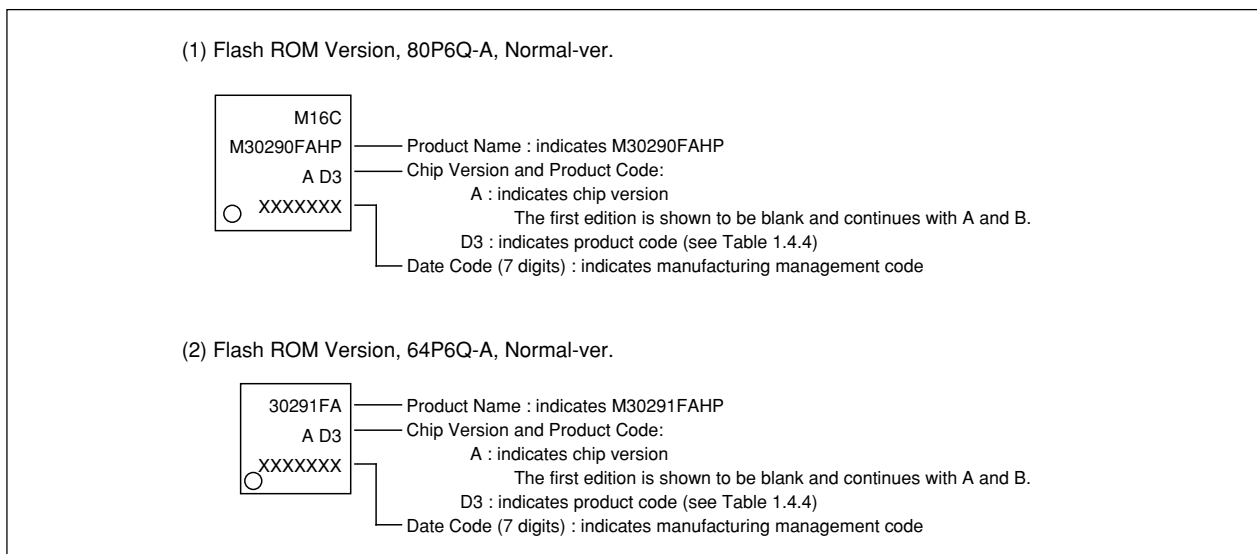 (1) Flash ROM Version, 80P6Q-A, Normal-ver.
M16C
M30290FAHP
Product Name : indicates M30290FAHP
A D3
Chip Version and Product Code:
A : indicates chip version
The first edition is shown to be blank and continues with A and B.
D3 : indicates product code (see Table 1.4.4)
XXXXXXX
Date Code (7 digits) : indicates manufacturing management code
(2) Flash ROM Version, 64P6Q-A, Normal-ver.
30291FA
Product Name : indicates M30291FAHP
A D3
Chip Version and Product Code:
A : indicates chip version
The first edition is shown to be blank and continues with A and B.
D3 : indicates product code (see Table 1.4.4)
XXXXXXX
Date Code (7 digits) : indicates manufacturing management code